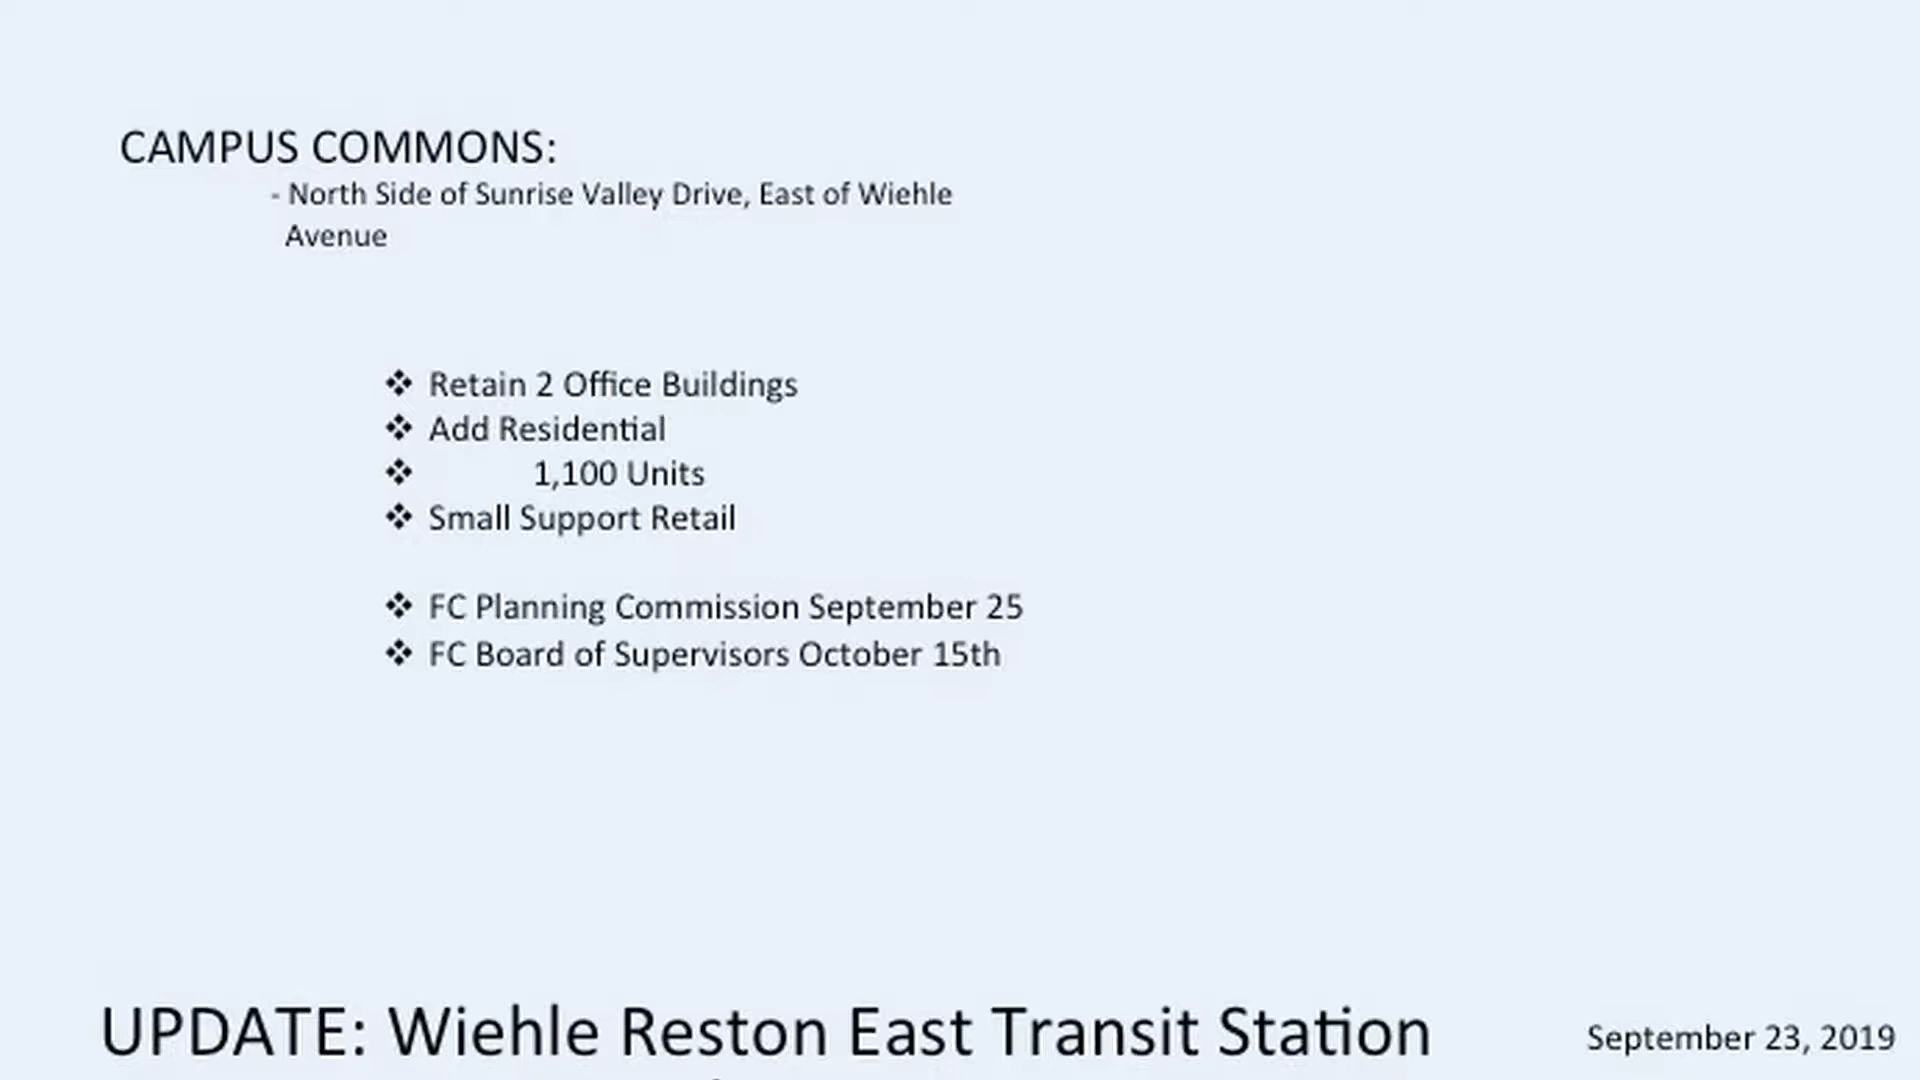 CAMPUS COMMONS:
- North Side of Sunrise Valley Drive, East of Wiehle
Avenue
❖ Retain 2 Office Buildings
❖ Add Residential
❖ 1,100 Units
❖ Small Support Retail
❖ FC Planning Commission September 25
❖ FC Board of Supervisors October 15th
UPDATE: Wiehle Reston East Transit Station
September 23, 2019